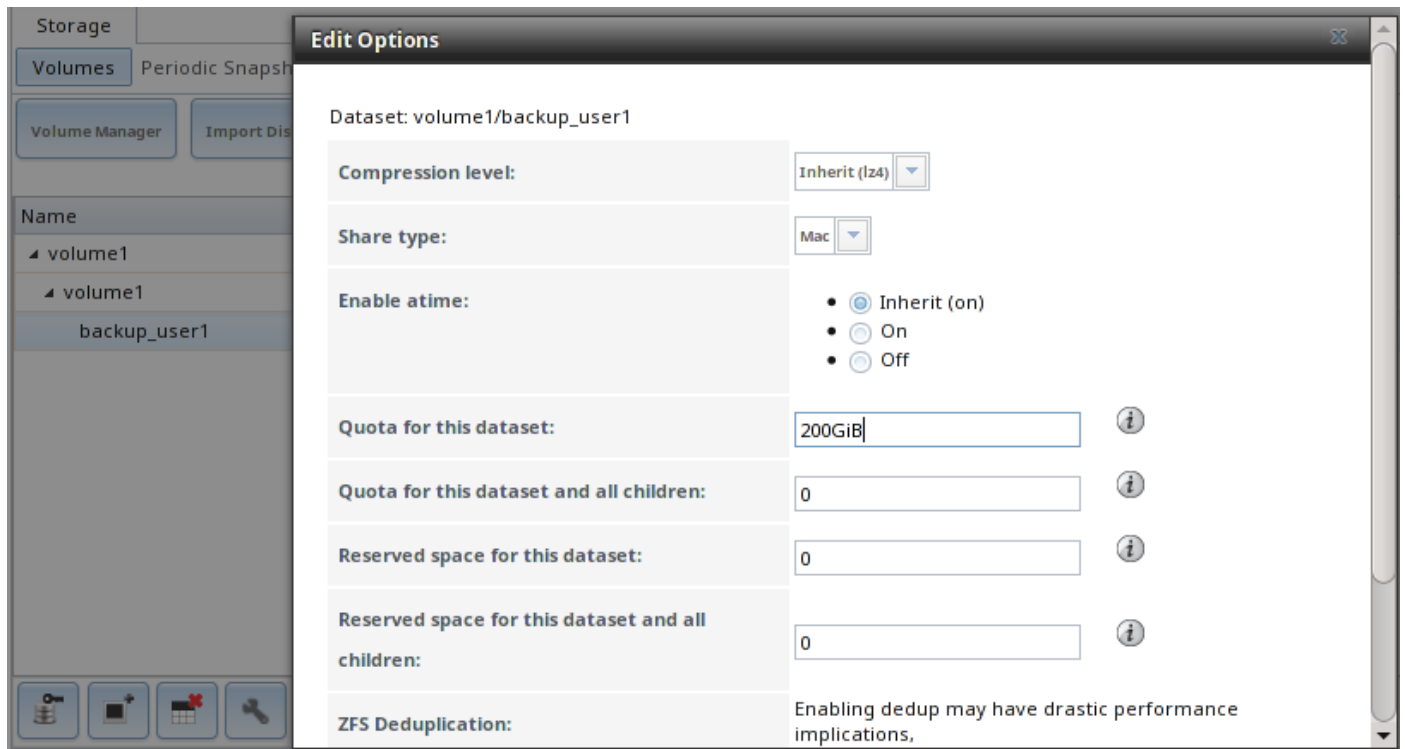 Storage
Volumes
Periodic Snapsh
Volume Manager
Import Dis
Name
volume1
volume1
backup_user1
Edit Options
Dataset: volume1/backup_user1
Compression level:
Inherit (lz4)
Share type:
Mac
Enable atime:
Inherit (on)
On
Off
Quota for this dataset:
200GiB
Quota for this dataset and all children:
0
Reserved space for this dataset:
0
Reserved space for this dataset and all
children:
0
ZFS Deduplication:
Enabling dedup may have drastic performance
implications,